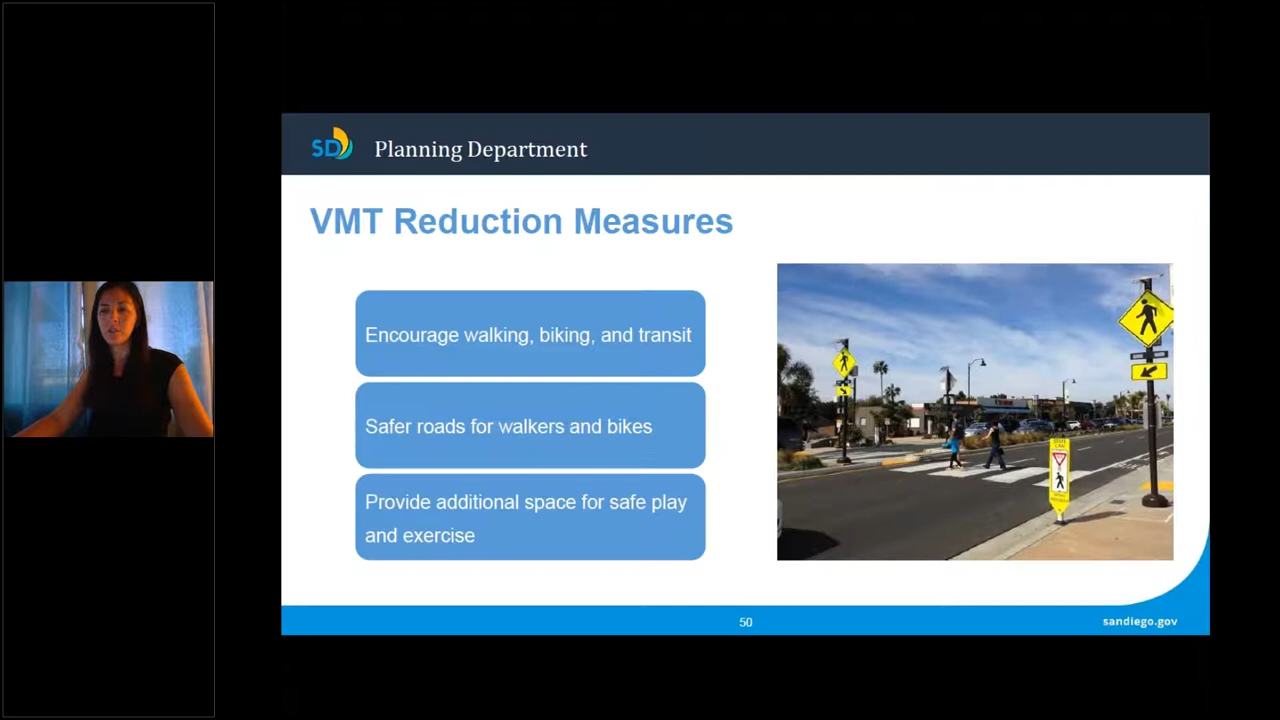 SD
Planning Department
VMT Reduction Measures
Encourage walking, biking, and transit
Safer roads for walkers and bikes
Provide additional space for safe play
and exercise
50
sandiego.gov